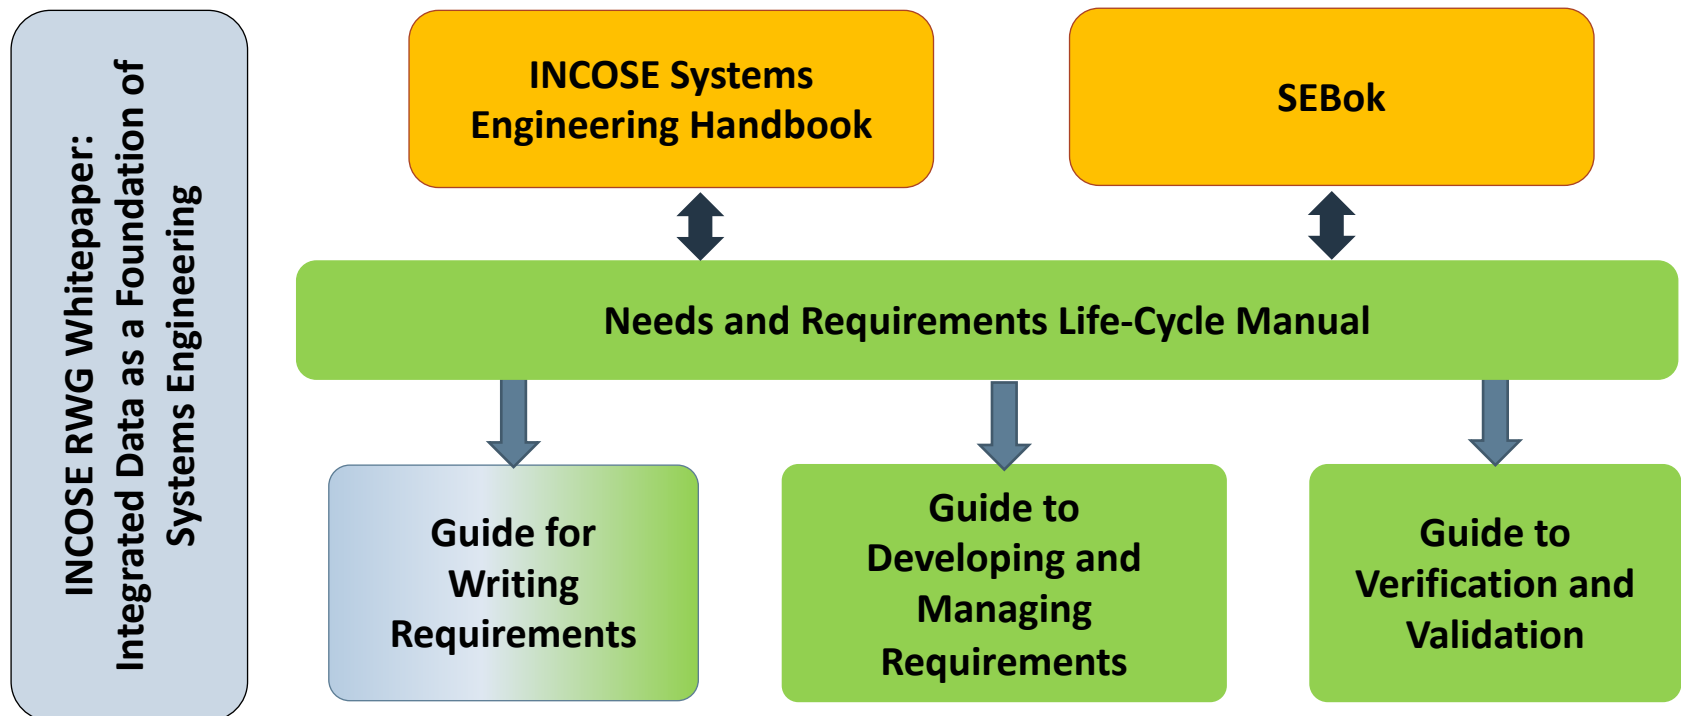 INCOSE RWG Whitepaper:
Integrated Data as a Foundation of
Systems Engineering
INCOSE Systems
Engineering Handbook
SEBok
Needs and Requirements Life-Cycle Manual
Guide for
Writing
Requirements
Guide to
Developing and
Managing
Requirements
Guide to
Verification and
Validation